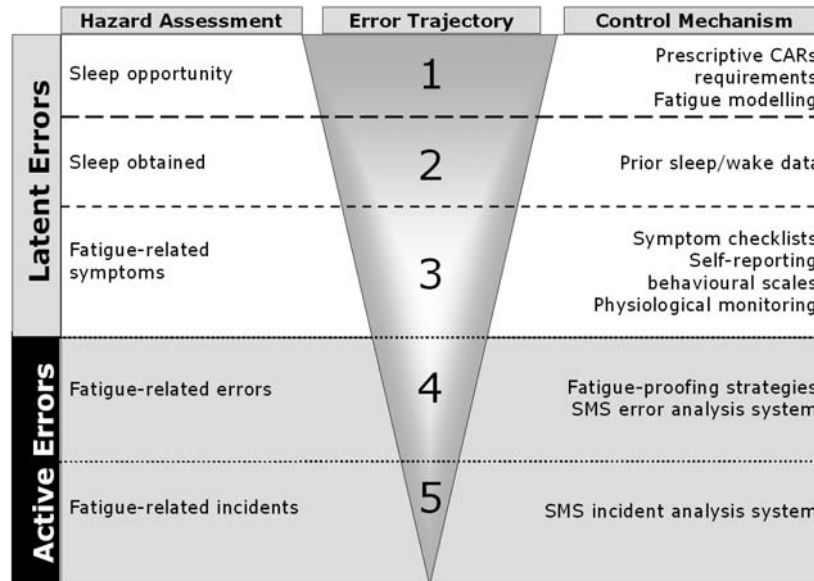 Hazard Assessment
Error Trajectory
Control Mechanism
Latent Errors
Sleep opportunity
1
Prescriptive CARs
requirements
Fatigue modelling
Sleep obtained
2
Prior sleep/wake data
Fatigue-related
symptoms
3
Symptom checklists
Self-reporting
behavioural scales
Physiological monitoring
Active Errors
Fatigue-related errors
4
Fatigue-proofing strategies
SMS error analysis system
Fatigue-related incidents
5
SMS incident analysis system